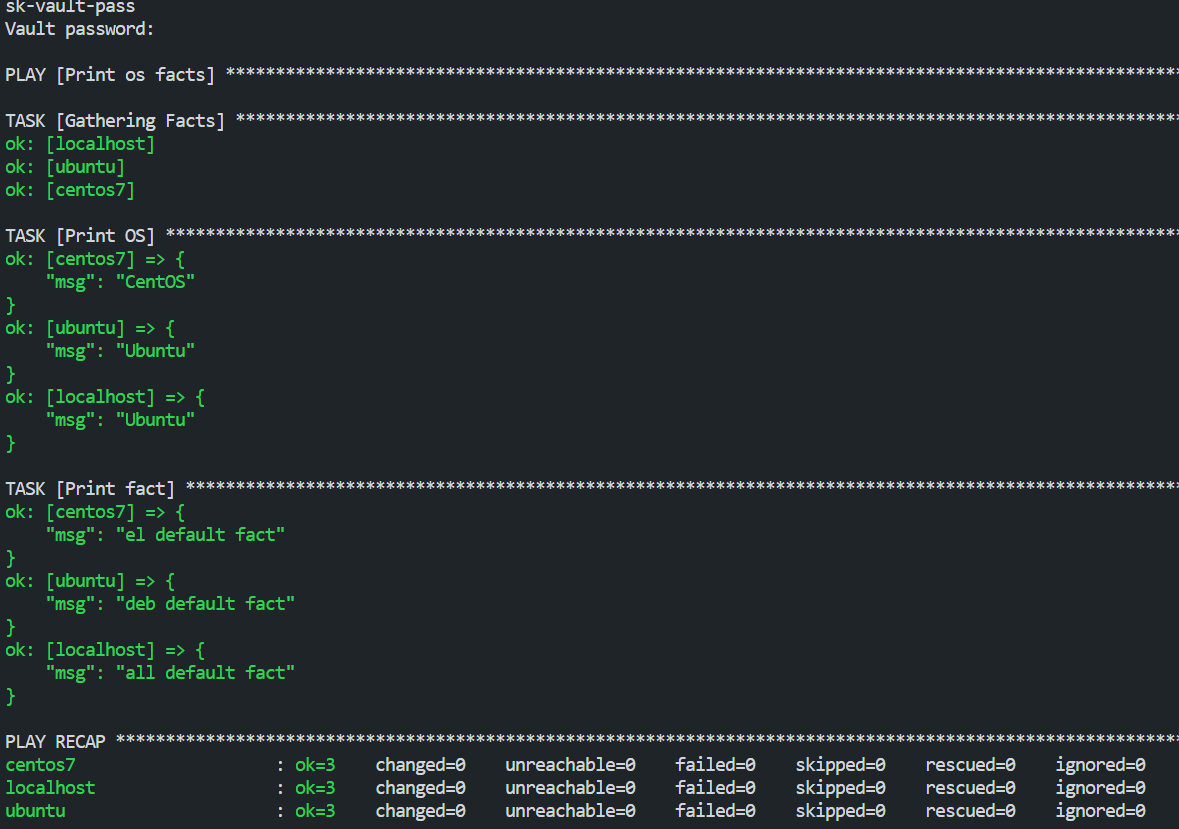 sk-vault-pass
Vault password:
PLAY [Print os facts] ************************************************************************************************
TASK [Gathering Facts] ***********************************************************************************************
ok: [localhost]
ok: [ubuntu]
ok: [centos7]
TASK [Print OS] ******************************************************************************************************
ok: [centos7] => {
    "msg": "CentOS"
}
ok: [ubuntu] => {
    "msg": "Ubuntu"
}
ok: [localhost] => {
    "msg": "Ubuntu"
}
TASK [Print fact] ****************************************************************************************************
ok: [centos7] => {
    "msg": "el default fact"
}
ok: [ubuntu] => {
    "msg": "deb default fact"
}
ok: [localhost] => {
    "msg": "all default fact"
}
PLAY RECAP ***********************************************************************************************************
centos7                    : ok=3    changed=0    unreachable=0    failed=0    skipped=0    rescued=0    ignored=0
localhost                  : ok=3    changed=0    unreachable=0    failed=0    skipped=0    rescued=0    ignored=0
ubuntu                     : ok=3    changed=0    unreachable=0    failed=0    skipped=0    rescued=0    ignored=0